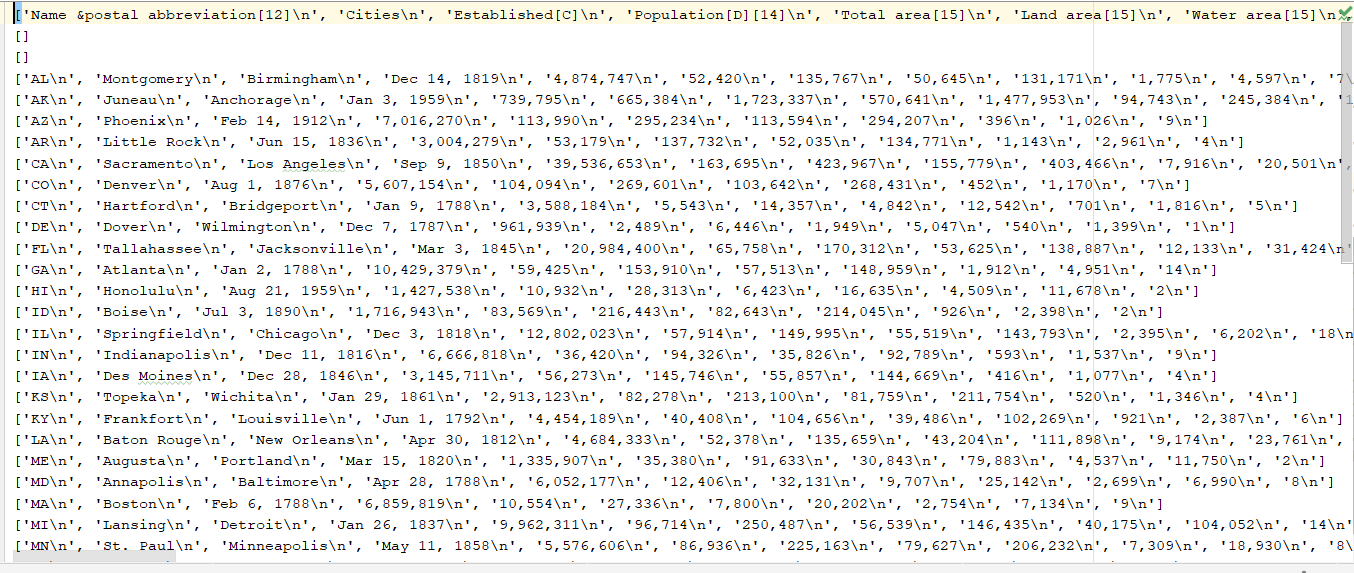 ['Name &postal abbreviation[12]\n', 'Cities\n', 'Established[C]\n', 'Population[D][14]\n', 'Total area[15]\n', 'Land area[15]\n', 'Water area[15]\n
[]
[]
['AL\n', 'Montgomery\n', 'Birmingham\n', 'Dec 14, 1819\n', '4,874,747\n', '52,420\n', '135,767\n', '50,645\n', '131,171\n', '1,775\n', '4,597\n', '7\
['AK\n', 'Juneau\n', 'Anchorage\n', 'Jan 3, 1959\n', '739,795\n', '665,384\n', '1,723,337\n', '570,641\n', '1,477,953\n', '94,743\n', '245,384\n', '1
['AZ\n', 'Phoenix\n', 'Feb 14, 1912\n', '7,016,270\n', '113,990\n', '295,234\n', '113,594\n', '294,207\n', '396\n', '1,026\n', '9\n']
['AR\n', 'Little Rock\n', 'Jun 15, 1836\n', '3,004,279\n', '53,179\n', '137,732\n', '52,035\n', '134,771\n', '1,143\n', '2,961\n', '4\n']
['CA\n', 'Sacramento\n', 'Los Angeles\n', 'Sep 9, 1850\n', '39,536,653\n', '163,695\n', '423,967\n', '155,779\n', '403,466\n', '7,916\n', '20,501\n',
['CO\n', 'Denver\n', 'Aug 1, 1876\n', '5,607,154\n', '104,094\n', '269,601\n', '103,642\n', '268,431\n', '452\n', '1,170\n', '7\n']
['CT\n', 'Hartford\n', 'Bridgeport\n', 'Jan 9, 1788\n', '3,588,184\n', '5,543\n', '14,357\n', '4,842\n', '12,542\n', '701\n', '1,816\n', '5\n']
['DE\n', 'Dover\n', 'Wilmington\n', 'Dec 7, 1787\n', '961,939\n', '2,489\n', '6,446\n', '1,949\n', '5,047\n', '540\n', '1,399\n', '1\n']
['FL\n', 'Tallahassee\n', 'Jacksonville\n', 'Mar 3, 1845\n', '20,984,400\n', '65,758\n', '170,312\n', '53,625\n', '138,887\n', '12,133\n', '31,424\n'
['GA\n', 'Atlanta\n', 'Jan 2, 1788\n', '10,429,379\n', '59,425\n', '153,910\n', '57,513\n', '148,959\n', '1,912\n', '4,951\n', '14\n']
['HI\n', 'Honolulu\n', 'Aug 21, 1959\n', '1,427,538\n', '10,932\n', '28,313\n', '6,423\n', '16,635\n', '4,509\n', '11,678\n', '2\n']
['ID\n', 'Boise\n', 'Jul 3, 1890\n', '1,716,943\n', '83,569\n', '216,443\n', '82,643\n', '214,045\n', '926\n', '2,398\n', '2\n']
['IL\n', 'Springfield\n', 'Chicago\n', 'Dec 3, 1818\n', '12,802,023\n', '57,914\n', '149,995\n', '55,519\n', '143,793\n', '2,395\n', '6,202\n', '18\n
['IN\n', 'Indianapolis\n', 'Dec 11, 1816\n', '6,666,818\n', '36,420\n', '94,326\n', '35,826\n', '92,789\n', '593\n', '1,537\n', '9\n']
['IA\n', 'Des Moines\n', 'Dec 28, 1846\n', '3,145,711\n', '56,273\n', '145,746\n', '55,857\n', '144,669\n', '416\n', '1,077\n', '4\n']
['KS\n', 'Topeka\n', 'Wichita\n', 'Jan 29, 1861\n', '2,913,123\n', '82,278\n', '213,100\n', '81,759\n', '211,754\n', '520\n', '1,346\n', '4\n']
['KY\n', 'Frankfort\n', 'Louisville\n', 'Jun 1, 1792\n', '4,454,189\n', '40,408\n', '104,656\n', '39,486\n', '102,269\n', '921\n', '2,387\n', '6\n']
['LA\n', 'Baton Rouge\n', 'New Orleans\n', 'Apr 30, 1812\n', '4,684,333\n', '52,378\n', '135,659\n', '43,204\n', '111,898\n', '9,174\n', '23,761\n',
['ME\n', 'Augusta\n', 'Portland\n', 'Mar 15, 1820\n', '1,335,907\n', '35,380\n', '91,633\n', '30,843\n', '79,883\n', '4,537\n', '11,750\n', '2\n']
['MD\n', 'Annapolis\n', 'Baltimore\n', 'Apr 28, 1788\n', '6,052,177\n', '12,406\n', '32,131\n', '9,707\n', '25,142\n', '2,699\n', '6,990\n', '8\n']
['MA\n', 'Boston\n', 'Feb 6, 1788\n', '6,859,819\n', '10,554\n', '27,336\n', '7,800\n', '20,202\n', '2,754\n', '7,134\n', '9\n']
['MI\n', 'Lansing\n', 'Detroit\n', 'Jan 26, 1837\n', '9,962,311\n', '96,714\n', '250,487\n', '56,539\n', '146,435\n', '40,175\n', '104,052\n', '14\n'
['MN\n', 'St. Paul\n', 'Minneapolis\n', 'May 11, 1858\n', '5,576,606\n', '86,936\n', '225,163\n', '79,627\n', '206,232\n', '7,309\n', '18,930\n', '8\